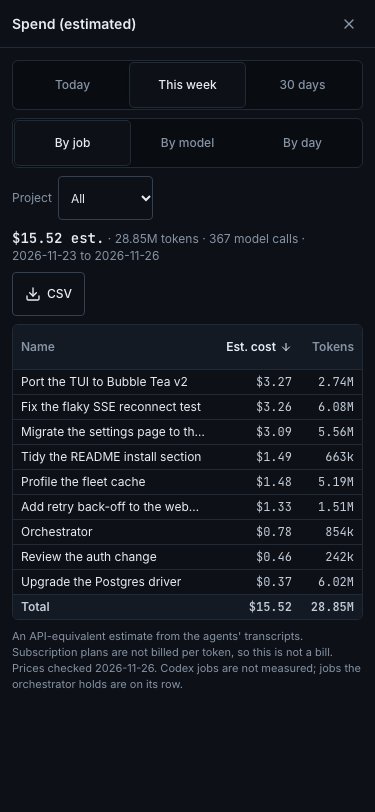 Spend (estimated)
Today This week 30 days
By job By model By day
Project All
$15.52 est. · 28.85M tokens · 367 model calls ·
2026-11-23 to 2026-11-26
CSV
Name Est. cost ↓ Tokens
Port the TUI to Bubble Tea v2 $3.27 2.74M
Fix the flaky SSE reconnect test $3.26 6.08M
Migrate the settings page to th... $3.09 5.56M
Tidy the README install section $1.49 663k
Profile the fleet cache $1.48 5.19M
Add retry back-off to the web... $1.33 1.51M
Orchestrator $0.78 854k
Review the auth change $0.46 242k
Upgrade the Postgres driver $0.37 6.02M
Total $15.52 28.85M
An API-equivalent estimate from the agents' transcripts.
Subscription plans are not billed per token, so this is not a bill.
Prices checked 2026-11-26. Codex jobs are not measured; jobs the
orchestrator holds are on its row.